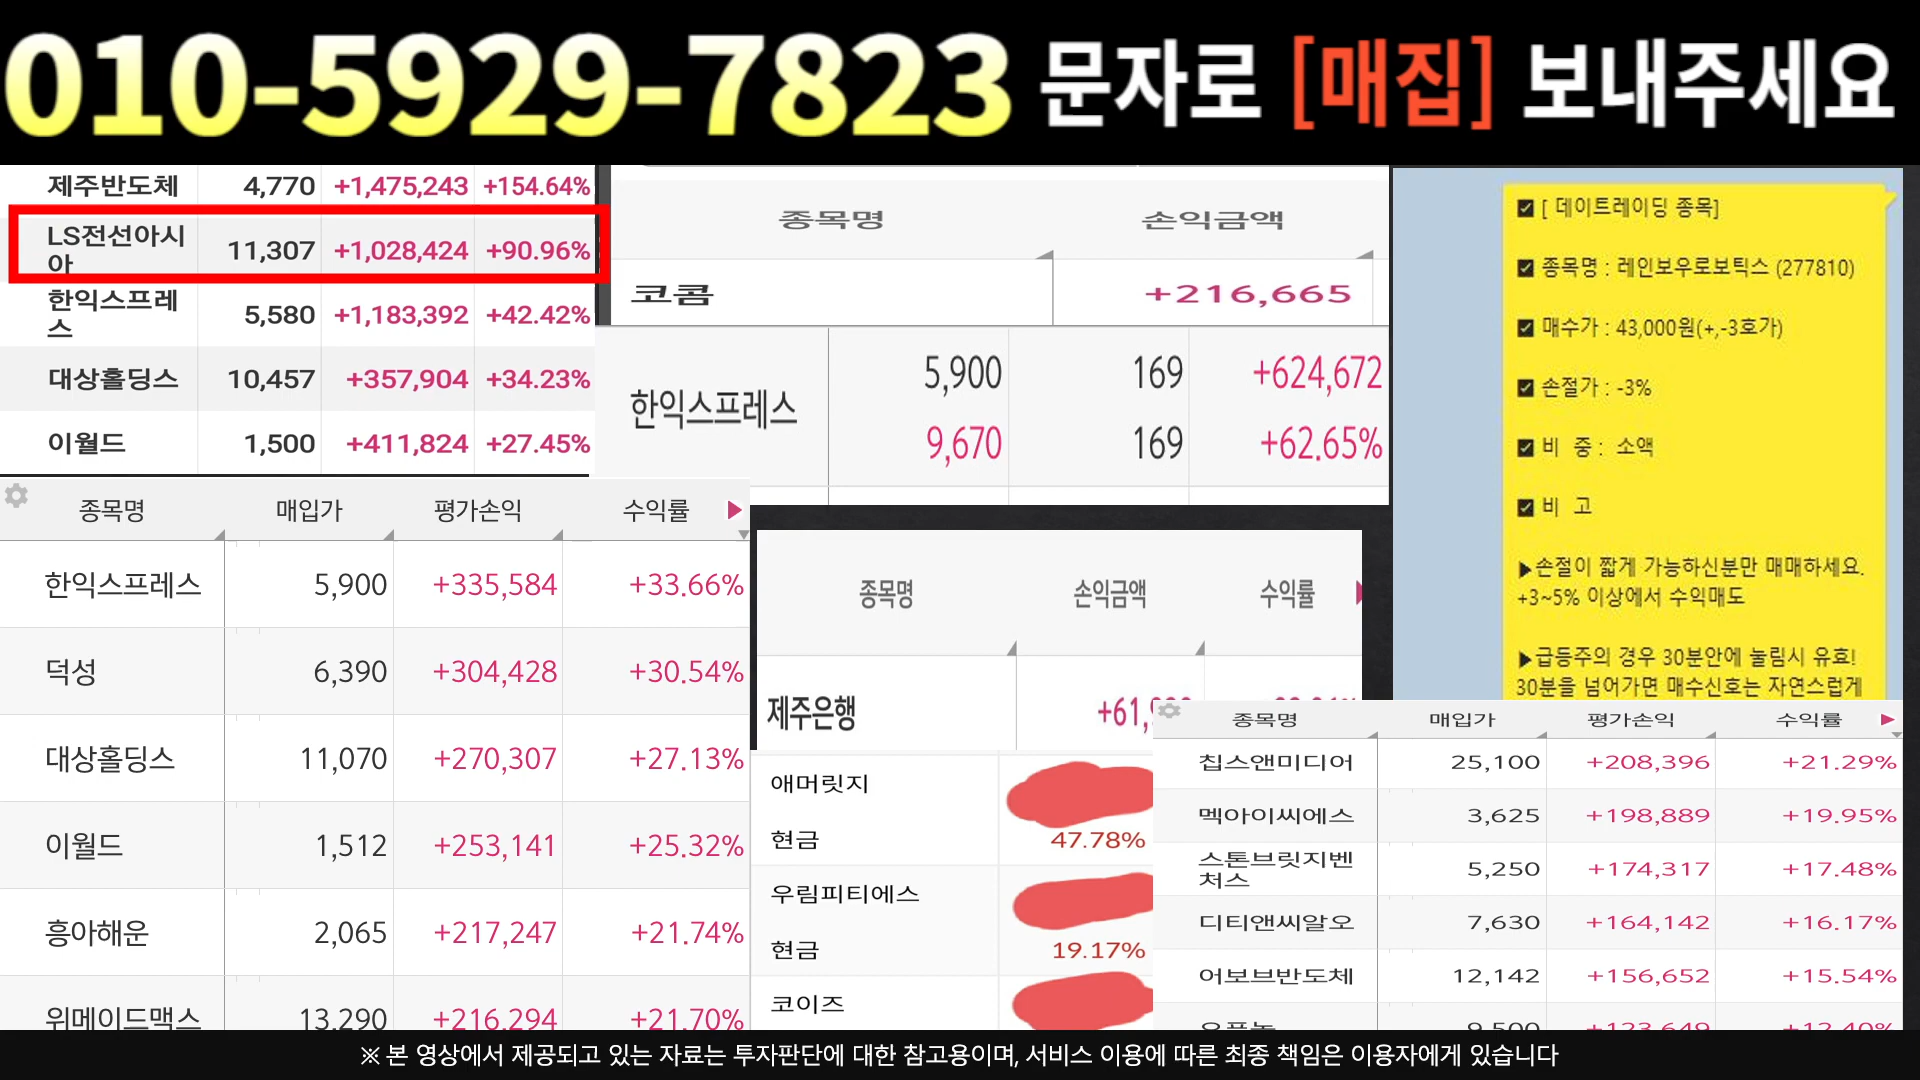 010-5929-7823 문자로 [매집] 보내주세요
제주반도체 4,770 +1,475,243 +154.64%
LS전선아시아 11,307 +1,028,424 +90.96%
한익스프레스 5,580 +1,183,392 +42.42%
대상홀딩스 10,457 +357,904 +34.23%
이월드 1,500 +411,824 +27.45%
종목명 손익금액
코콤 +216,665
한익스프레스
5,900 169 +624,672
9,670 169 +62.65%
☑ [ 데이트레이딩 종목]
☑ 종목명 : 레인보우로보틱스 (277810)
☑ 매수가 : 43,000원(+,-3호가)
☑ 손절가 : -3%
☑ 비 중 : 소액
☑ 비 고
▶손절이 짧게 가능하신분만 매매하세요.
+3~5% 이상에서 수익매도
▶급등주의 경우 30분안에 눌림시 유효!
30분을 넘어가면 매수신호는 자연스럽게
종목명 매입가 평가손익 수익률
한익스프레스 5,900 +335,584 +33.66%
덕성 6,390 +304,428 +30.54%
대상홀딩스 11,070 +270,307 +27.13%
이월드 1,512 +253,141 +25.32%
흥아해운 2,065 +217,247 +21.74%
위메이드맥스 13,290 +216,294 +21.70%
종목명 손익금액 수익률
제주은행 +61,
애머릿지
현금 47.78%
우림피티에스
현금 19.17%
코이즈
종목명 매입가 평가손익 수익률
칩스앤미디어 25,100 +208,396 +21.29%
멕아이씨에스 3,625 +198,889 +19.95%
스톤브릿지벤처스 5,250 +174,317 +17.48%
디티앤씨알오 7,630 +164,142 +16.17%
어보브반도체 12,142 +156,652 +15.54%
※ 본 영상에서 제공되고 있는 자료는 투자판단에 대한 참고용이며, 서비스 이용에 따른 최종 책임은 이용자에게 있습니다